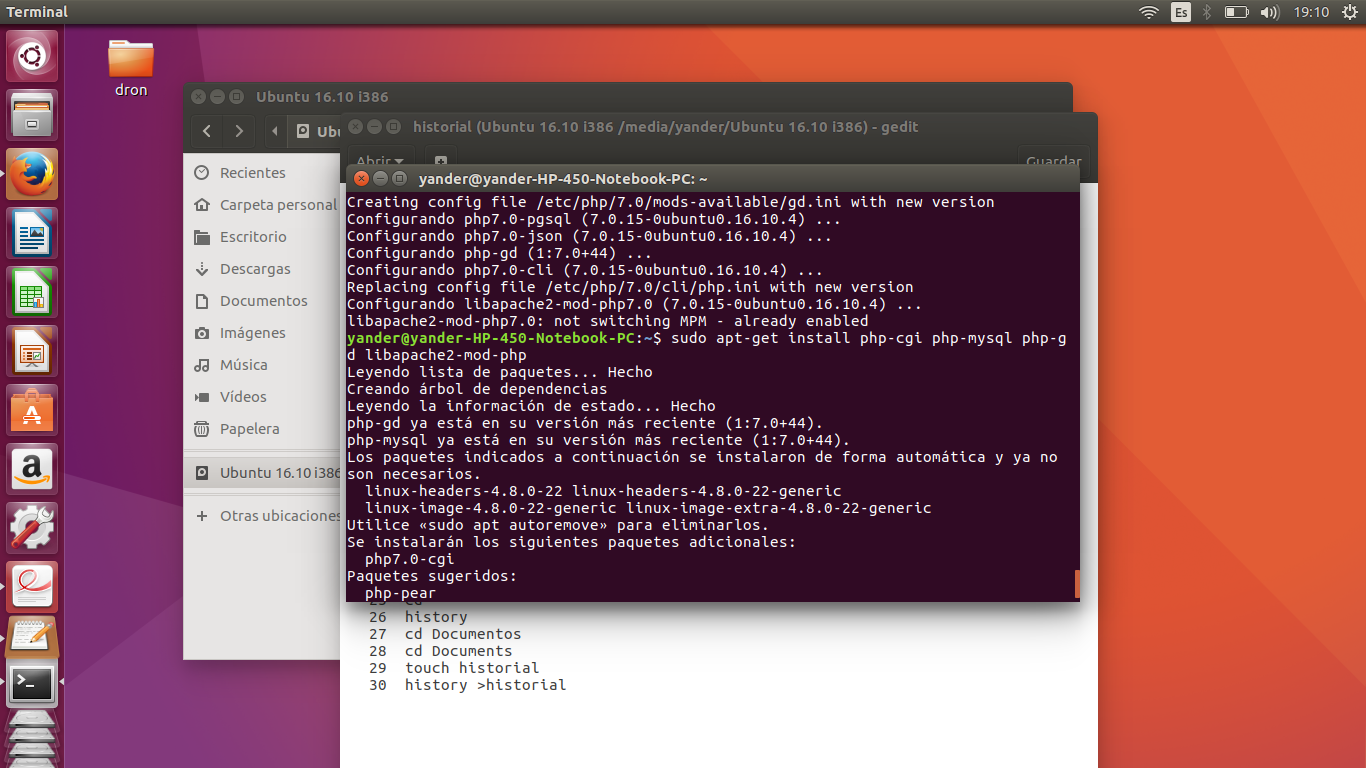 Terminal
Es
19:10
dron
Ubuntu 16.10 i386
Ub
historial (Ubuntu 16.10 i386 /media/yander/Ubuntu 16.10 i386) - gedit
Abrir
Guardar
Recientes
Carpeta personal
Escritorio
Descargas
Documentos
Imágenes
Música
Vídeos
Papelera
Ubuntu 16.10 i386
Otras ubicaciones
yander@yander-HP-450-Notebook-PC: ~
Creating config file /etc/php/7.0/mods-available/gd.ini with new version
Configurando php7.0-pgsql (7.0.15-0ubuntu0.16.10.4) ...
Configurando php7.0-json (7.0.15-0ubuntu0.16.10.4) ...
Configurando php-gd (1:7.0+44) ...
Configurando php7.0-cli (7.0.15-0ubuntu0.16.10.4) ...
Replacing config file /etc/php/7.0/cli/php.ini with new version
Configurando libapache2-mod-php7.0 (7.0.15-0ubuntu0.16.10.4) ...
libapache2-mod-php7.0: not switching MPM - already enabled
yander@yander-HP-450-Notebook-PC:~$ sudo apt-get install php-cgi php-mysql php-g
d libapache2-mod-php
Leyendo lista de paquetes... Hecho
Creando árbol de dependencias
Leyendo la información de estado... Hecho
php-gd ya está en su versión más reciente (1:7.0+44).
php-mysql ya está en su versión más reciente (1:7.0+44).
Los paquetes indicados a continuación se instalaron de forma automática y ya no
son necesarios.
linux-headers-4.8.0-22 linux-headers-4.8.0-22-generic
linux-image-4.8.0-22-generic linux-image-extra-4.8.0-22-generic
Utilice «sudo apt autoremove» para eliminarlos.
Se instalarán los siguientes paquetes adicionales:
php7.0-cgi
Paquetes sugeridos:
php-pear
25 cd
26 history
27 cd Documentos
28 cd Documents
29 touch historial
30 history >historial